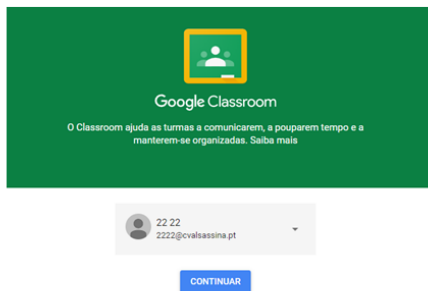 Google Classroom
O Classroom ajuda as turmas a comunicarem, a pouparem tempo e a
manterem-se organizadas. Saiba mais
22 22
2222@cvalsassina.pt
CONTINUAR